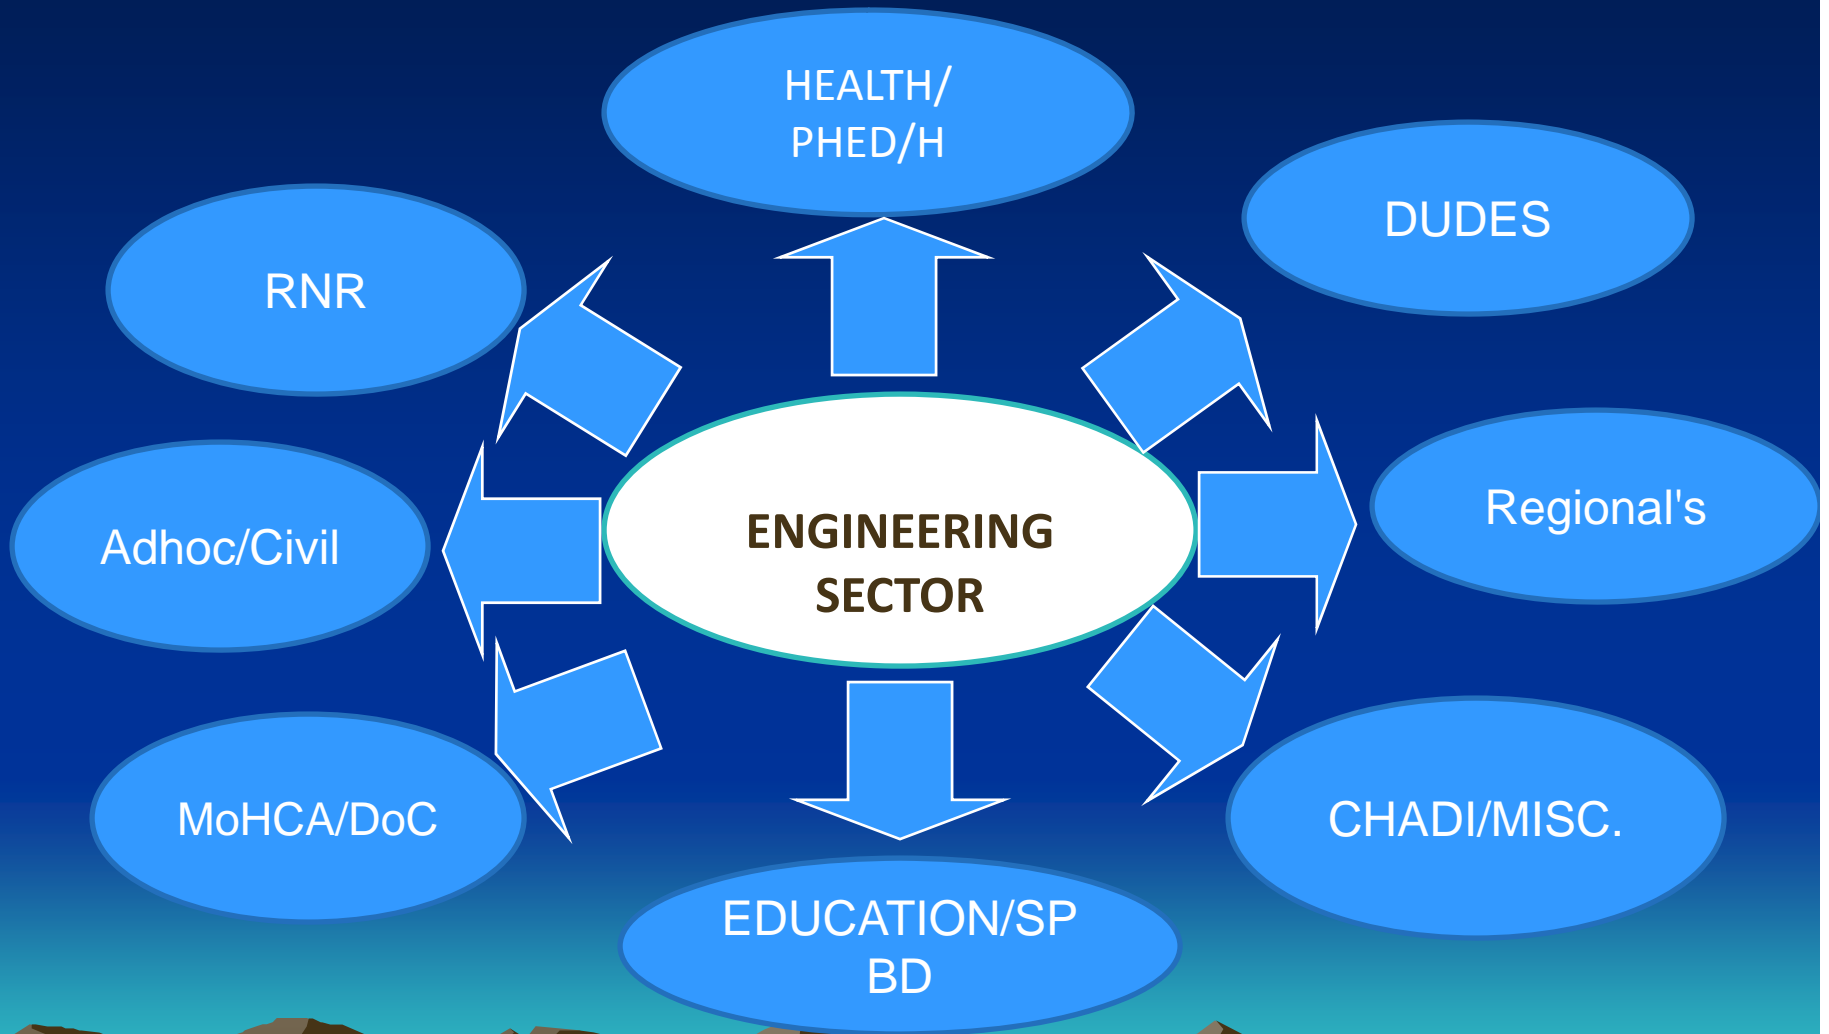 HEALTH/
PHED/H
DUDES
RNR
Regional's
ENGINEERING
SECTOR
Adhoc/Civil
MoHCA/DoC
CHADI/MISC.
EDUCATION/SP
BD